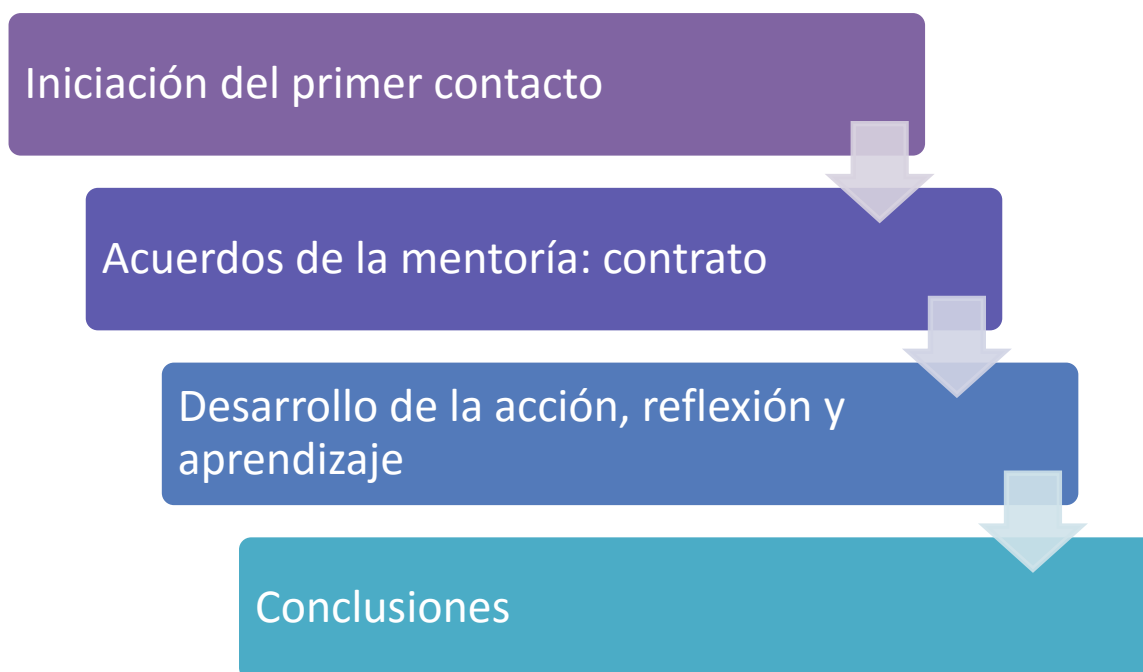 Iniciación del primer contacto
Acuerdos de la mentoría: contrato
Desarrollo de la acción, reflexión y
aprendizaje
Conclusiones